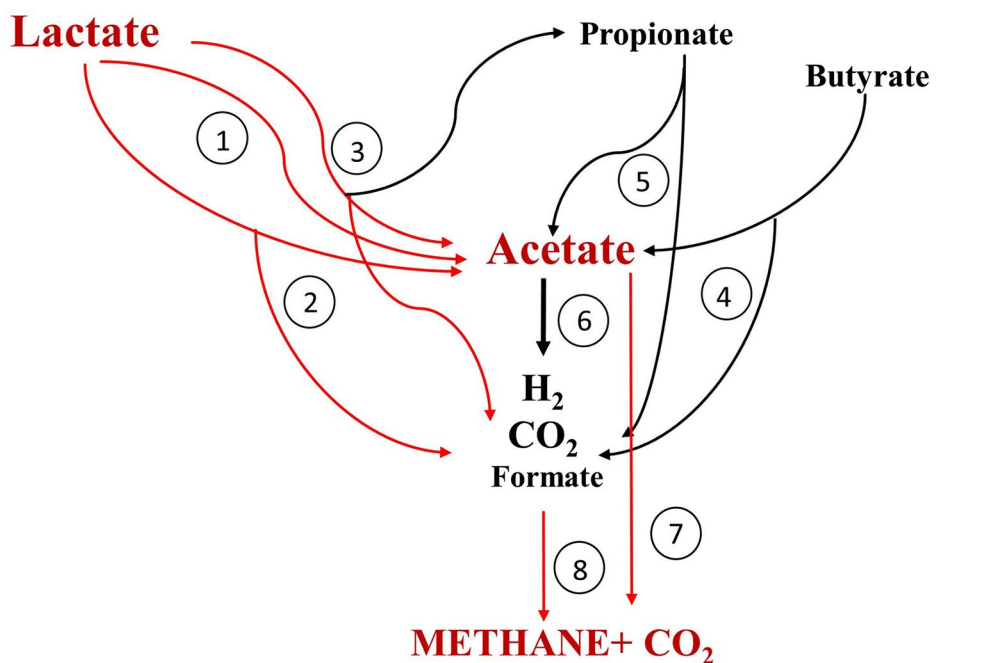 Lactate
Propionate
Butyrate
1
3
5
Acetate
2
4
6
H₂
CO₂
Formate
7
8
METHANE+ CO₂